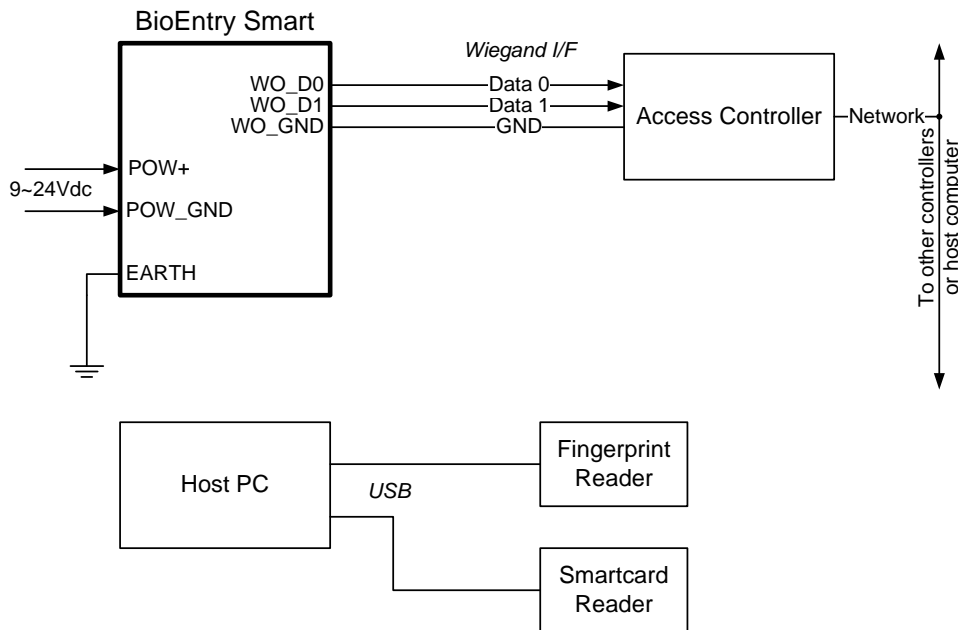 BioEntry Smart
Wiegand I/F
WO_D0
Data 0
WO_D1
Data 1
WO_GND
GND
Access Controller
Network
POW+
9~24Vdc
POW_GND
EARTH
To other controllers
or host computer
Host PC
USB
Fingerprint
Reader
Smartcard
Reader